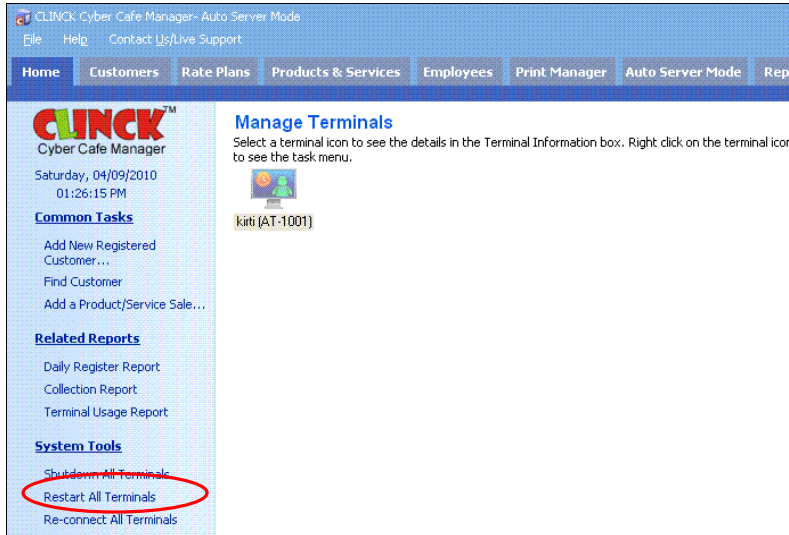 CLINCK Cyber Cafe Manager- Auto Server Mode
File Help Contact Us/Live Support
Home Customers Rate Plans Products & Services Employees Print Manager Auto Server Mode Rep
CLINCK TM
Cyber Cafe Manager
Saturday, 04/09/2010
01:26:15 PM
Common Tasks
Add New Registered
Customer...
Find Customer
Add a Product/Service Sale...
Related Reports
Daily Register Report
Collection Report
Terminal Usage Report
System Tools
Shutdown All Terminals
Restart All Terminals
Re-connect All Terminals
Manage Terminals
Select a terminal icon to see the details in the Terminal Information box. Right click on the terminal icon
to see the task menu.
kirti (AT-1001)